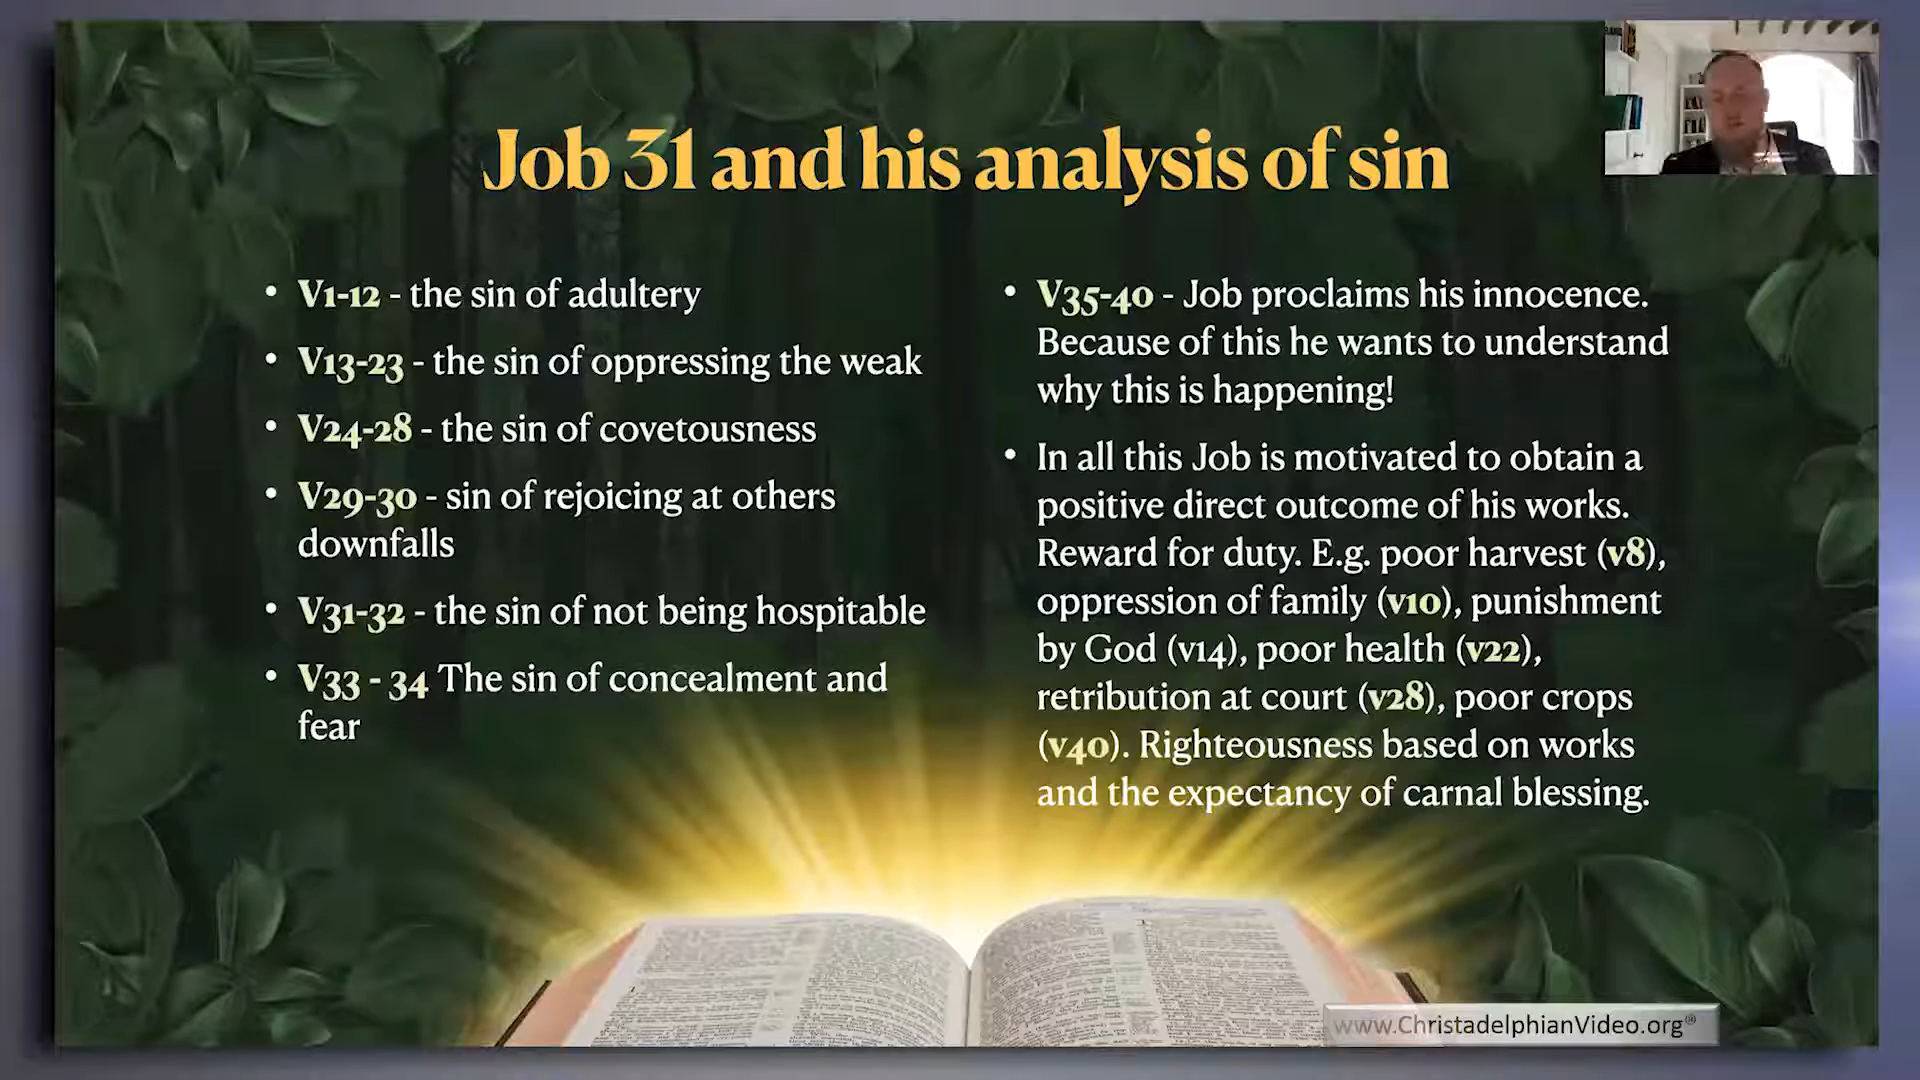 Job 31 and his analysis of sin
• V1-12 - the sin of adultery
• V13-23 - the sin of oppressing the weak
• V24-28 - the sin of covetousness
• V29-30 - sin of rejoicing at others
downfalls
• V31-32 - the sin of not being hospitable
• V33 - 34 The sin of concealment and
fear
• V35-40 - Job proclaims his innocence.
Because of this he wants to understand
why this is happening!
• In all this Job is motivated to obtain a
positive direct outcome of his works.
Reward for duty. E.g. poor harvest (v8),
oppression of family (v10), punishment
by God (v14), poor health (v22),
retribution at court (v28), poor crops
(v40). Righteousness based on works
and the expectancy of carnal blessing.
www.ChristadelphianVideo.org®